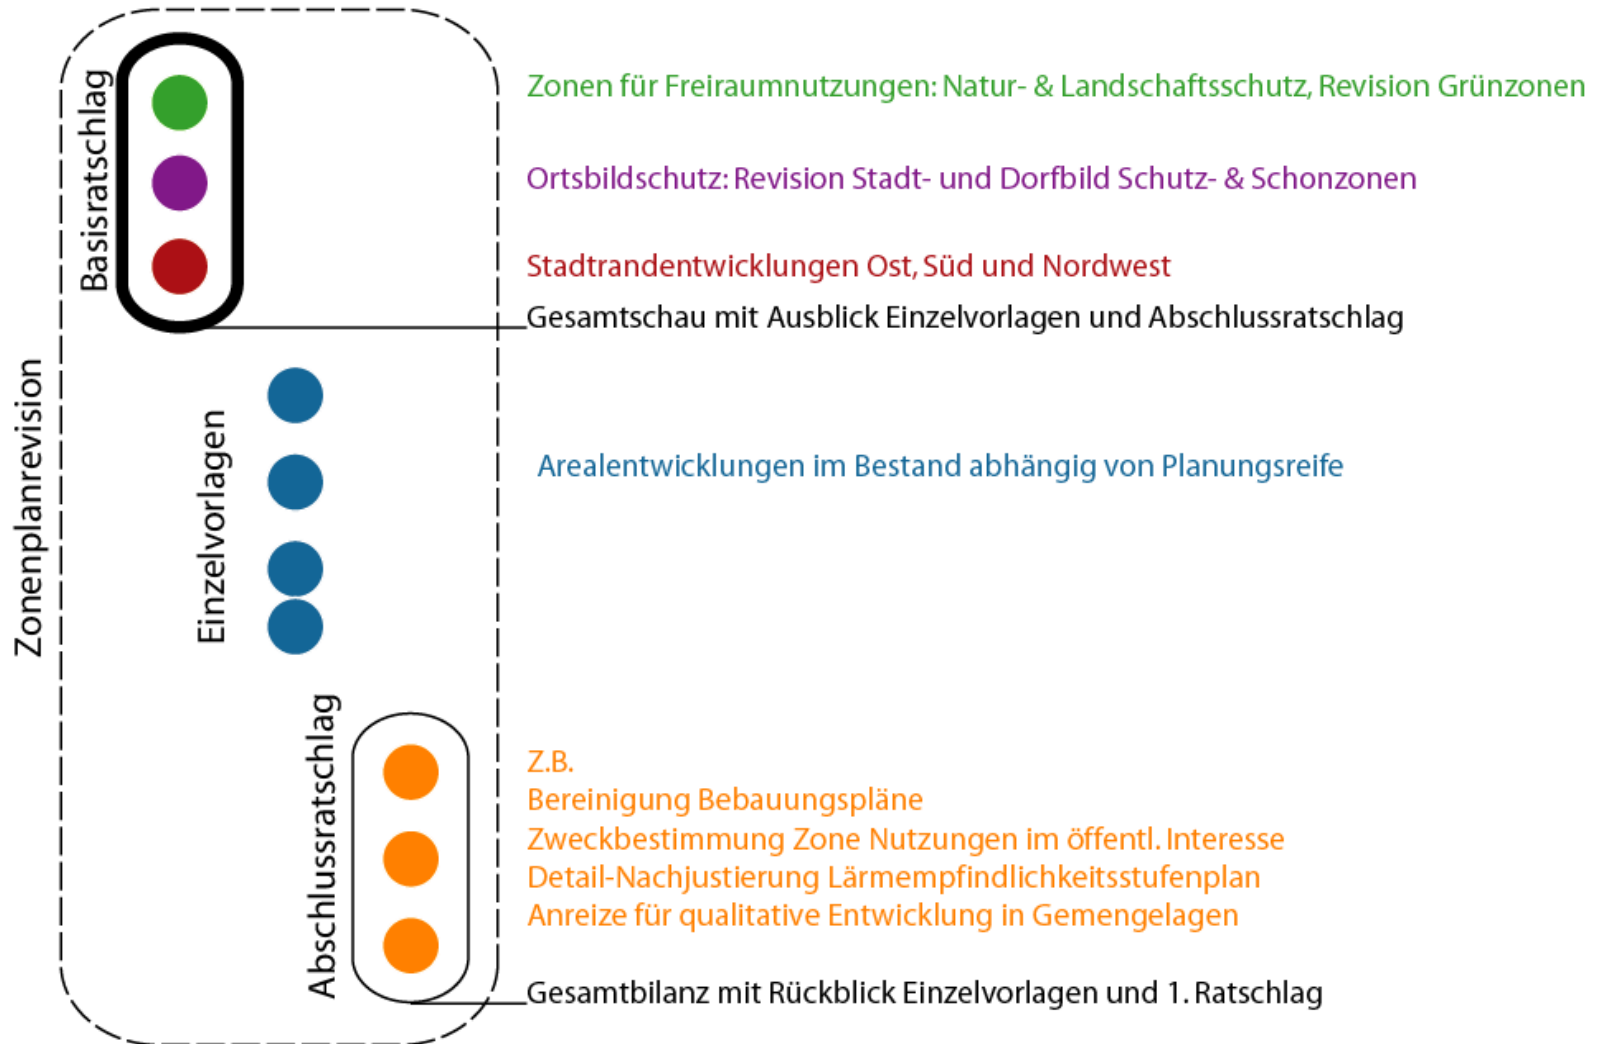 Zonenplanrevision
Basisratschlag
Zonen für Freiraumnutzungen: Natur- & Landschaftsschutz, Revision Grünzonen
Ortsbildschutz: Revision Stadt- und Dorfbild Schutz- & Schonzonen
Stadtrandentwicklungen Ost, Süd und Nordwest
Gesamtschau mit Ausblick Einzelvorlagen und Abschlussratschlag
Einzelvorlagen
Arealentwicklungen im Bestand abhängig von Planungsreife
Abschlussratschlag
Z.B.
Bereinigung Bebauungspläne
Zweckbestimmung Zone Nutzungen im öffentl. Interesse
Detail-Nachjustierung Lärmempfindlichkeitsstufenplan
Anreize für qualitative Entwicklung in Gemengelagen
Gesamtbilanz mit Rückblick Einzelvorlagen und 1. Ratschlag